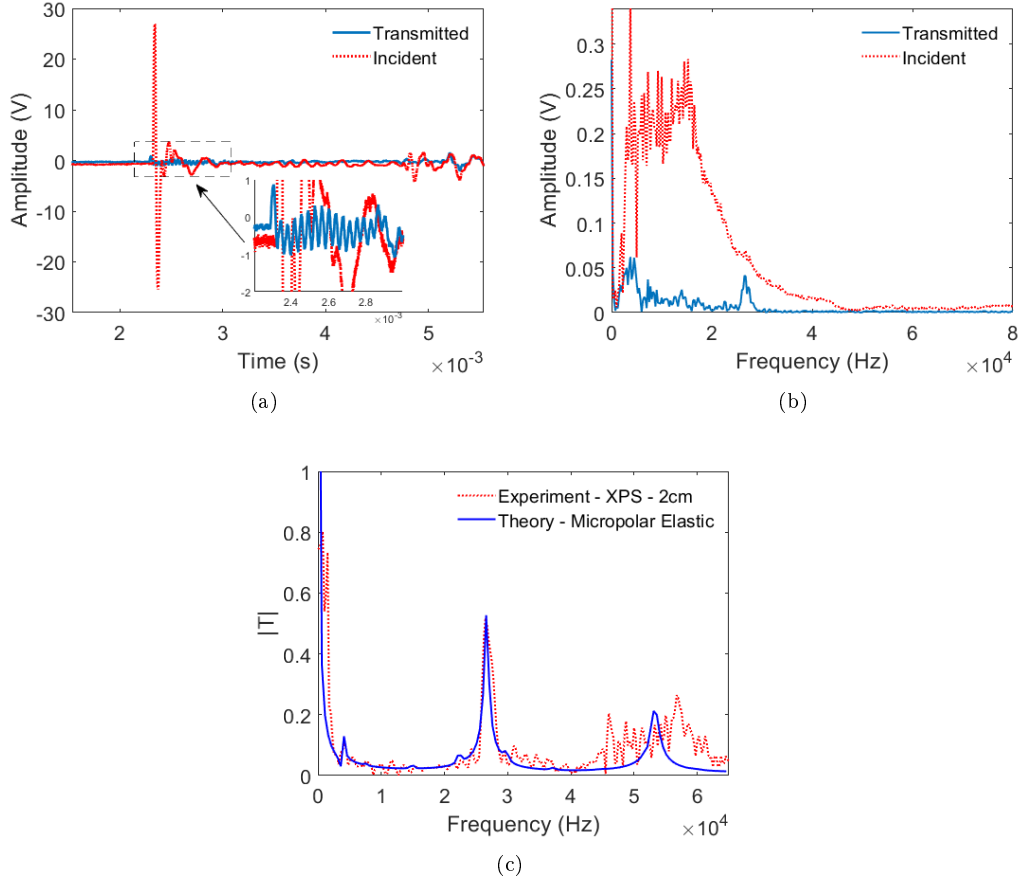 30
20
10
0
-10
-20
-30
Amplitude (V)
Transmitted
Incident
1
0
-1
-2
2.4 2.6 2.8
×10-3
2 3 4 5
Time (s)
×10-3
(a)
0.3
0.25
0.2
0.15
0.1
0.05
0
Amplitude (V)
Transmitted
Incident
0 2 4 6 8
Frequency (Hz)
×104
(b)
1
0.8
0.6
0.4
0.2
0
|T|
Experiment - XPS - 2cm
Theory - Micropolar Elastic
0 1 2 3 4 5 6
Frequency (Hz)
×104
(c)